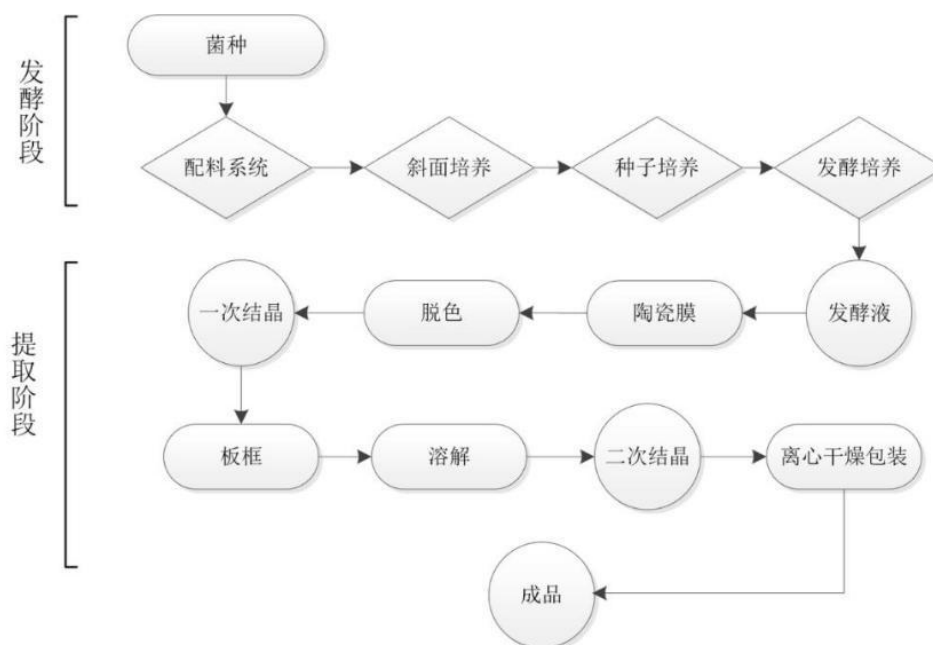 发酵阶段
菌种
配料系统
斜面培养
种子培养
发酵培养
提取阶段
一次结晶
脱色
陶瓷膜
发酵液
板框
溶解
二次结晶
离心干燥包装
成品